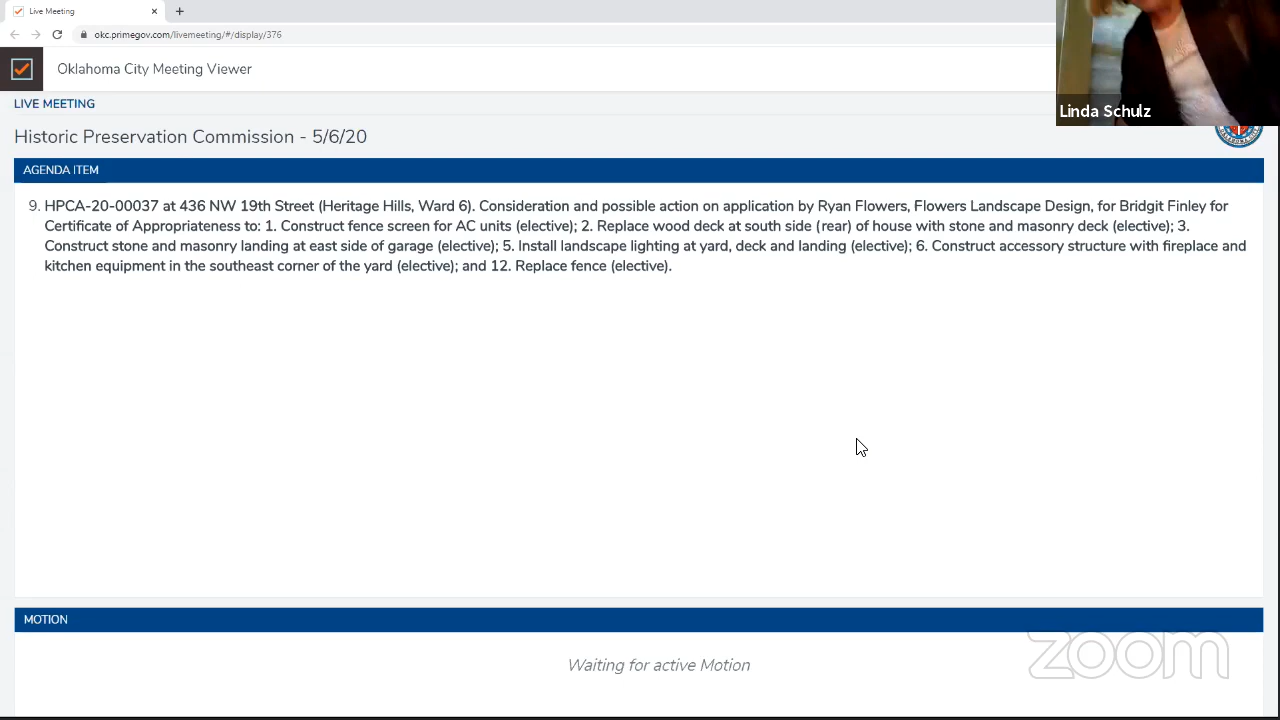 Live Meeting
okc.primegov.com/livemeeting/#/display/376
Oklahoma City Meeting Viewer
Linda Schulz
LIVE MEETING
Historic Preservation Commission - 5/6/20
AGENDA ITEM
9. HPCA-20-00037 at 436 NW 19th Street (Heritage Hills, Ward 6). Consideration and possible action on application by Ryan Flowers, Flowers Landscape Design, for Bridgit Finley for
Certificate of Appropriateness to: 1. Construct fence screen for AC units (elective); 2. Replace wood deck at south side (rear) of house with stone and masonry deck (elective); 3.
Construct stone and masonry landing at east side of garage (elective); 5. Install landscape lighting at yard, deck and landing (elective); 6. Construct accessory structure with fireplace and
kitchen equipment in the southeast corner of the yard (elective); and 12. Replace fence (elective).
MOTION
Waiting for active Motion
zoom